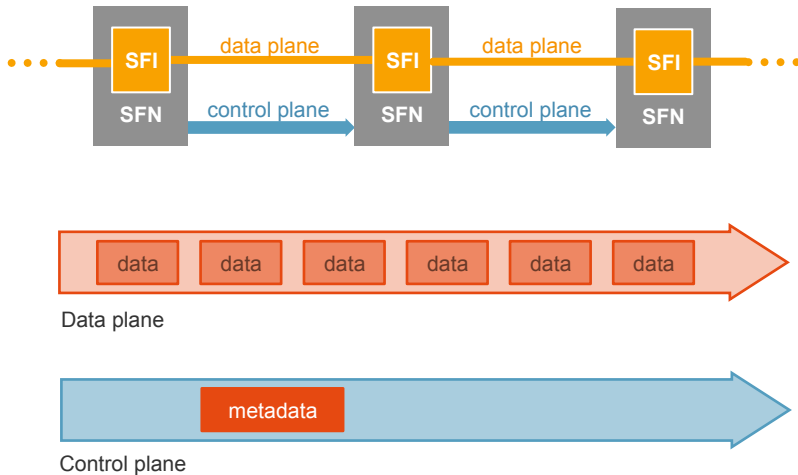 SFI data plane SFI data plane SFI
SFN control plane SFN control plane SFN
data data data data data data
Data plane
metadata
Control plane